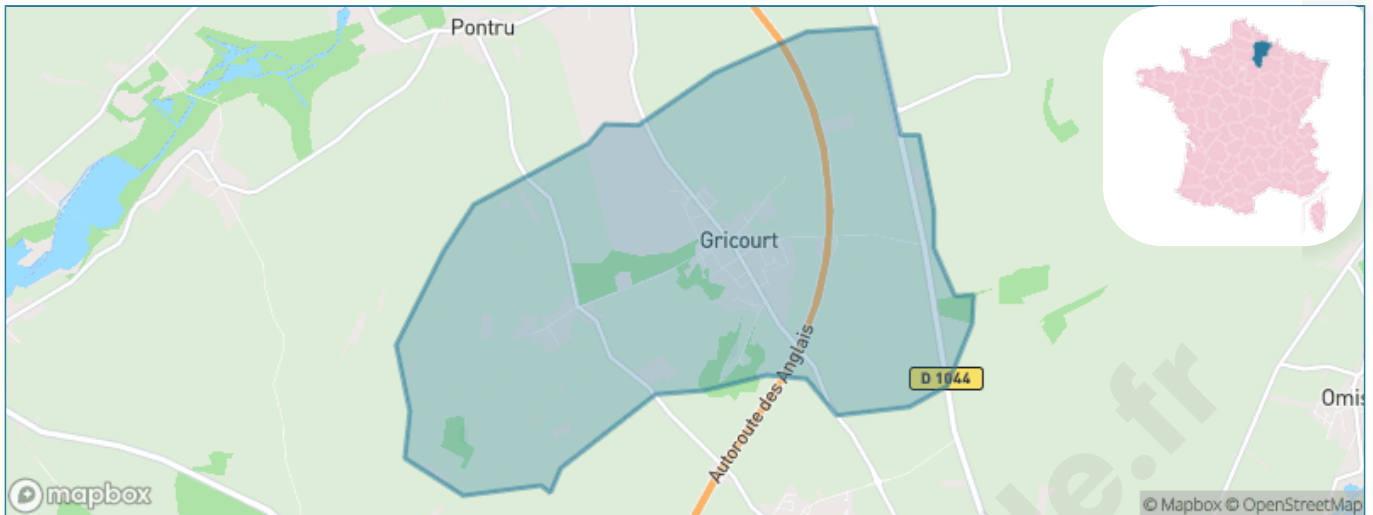 Pontru
Gricourt
Autoroute des Anglais
D 1044
mapbox
© Mapbox © OpenStreetMap